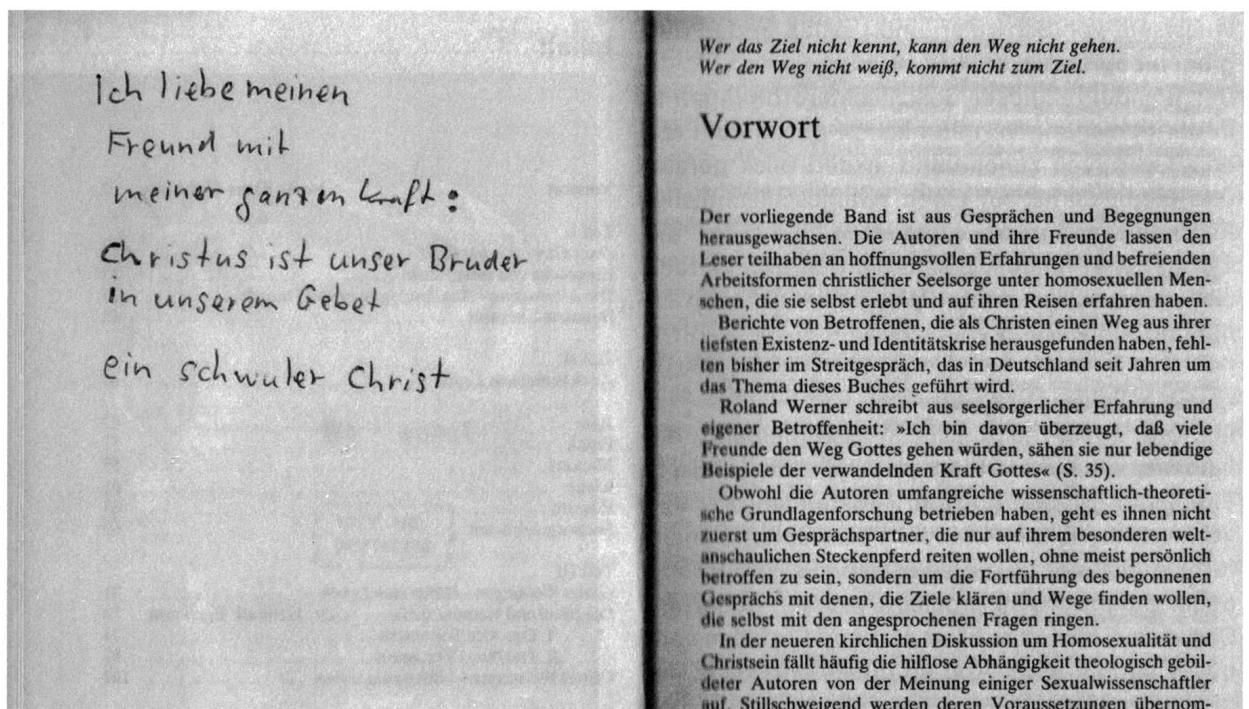 Ich liebe meinen
Freund mit
meiner ganzen Kraft:
Christus ist unser Bruder
in unserem Gebet
ein schwuler Christ
Wer das Ziel nicht kennt, kann den Weg nicht gehen.
Wer den Weg nicht weiß, kommt nicht zum Ziel.
Vorwort
Der vorliegende Band ist aus Gesprächen und Begegnungen
herausgewachsen. Die Autoren und ihre Freunde lassen den
Leser teilhaben an hoffnungsvollen Erfahrungen und befreienden
Arbeitsformen christlicher Seelsorge unter homosexuellen Men-
schen, die sie selbst erlebt und auf ihren Reisen erfahren haben.
Berichte von Betroffenen, die als Christen einen Weg aus ihrer
tiefsten Existenz- und Identitätskrise herausgefunden haben, fehl-
ten bisher im Streitgespräch, das in Deutschland seit Jahren um
das Thema dieses Buches geführt wird.
Roland Werner schreibt aus seelsorgerlicher Erfahrung und
eigener Betroffenheit: »Ich bin davon überzeugt, daß viele
Freunde den Weg Gottes gehen würden, sähen sie nur lebendige
Beispiele der verwandelnden Kraft Gottes« (S. 35).
Obwohl die Autoren umfangreiche wissenschaftlich-theoreti-
sche Grundlagenforschung betrieben haben, geht es ihnen nicht
zuerst um Gesprächspartner, die nur auf ihrem besonderen welt-
anschaulichen Steckenpferd reiten wollen, ohne meist persönlich
betroffen zu sein, sondern um die Fortführung des begonnenen
Gesprächs mit denen, die Ziele klären und Wege finden wollen,
die selbst mit den angesprochenen Fragen ringen.
In der neueren kirchlichen Diskussion um Homosexualität und
Christsein fällt häufig die hilflose Abhängigkeit theologisch gebil-
deter Autoren von der Meinung einiger Sexualwissenschaftler
auf. Stillschweigend werden deren Voraussetzungen übernom-